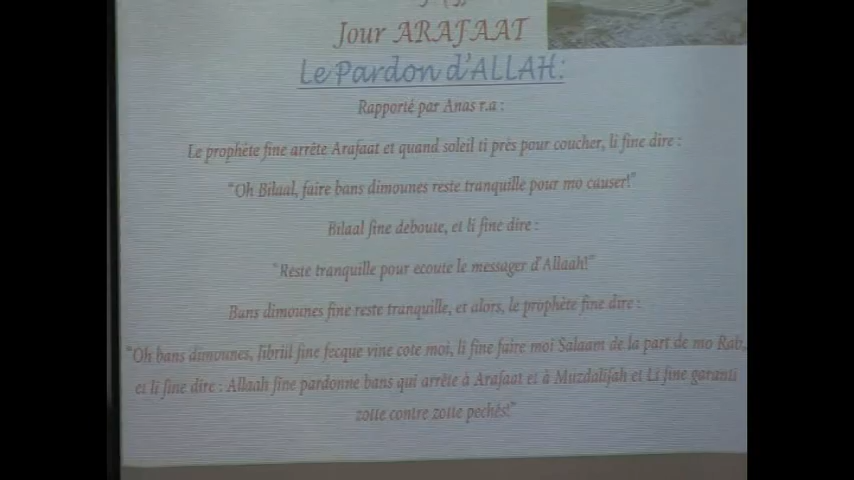 Jour ARAFAAT
Le Pardon d'ALLAH:
Rapporté par Anas r.a :
Le prophète fine arrête Arafaat et quand soleil ti près pour coucher, li fine dire :
"Oh Bilaal, faire bans dimounes reste tranquille pour mo causer!"
Bilaal fine deboute, et li fine dire :
"Reste tranquille pour ecoute le messager d'Allaah!"
Bans dimounes fine reste tranquille, et alors, le prophète fine dire :
"Oh bans dimounes, Jibriil fine fecque vine cote moi, li fine faire moi Salaam de la part de mo Rab,
et li fine dire : Allaah fine pardonne bans qui arrête à Arafaat et à Muzdalifah et Li fine garanti
zotte contre zotte pechés!"